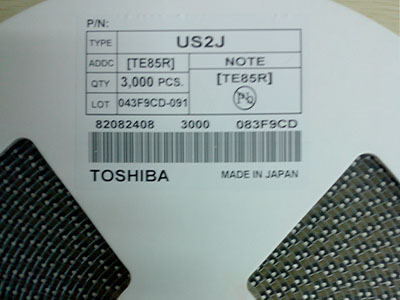 P/N:
TYPE US2J
ADDC [TE85R] NOTE
QTY 3,000 PCS. [TE85R]
LOT 043F9CD-091 Pb
82082408 3000 083F9CD
TOSHIBA MADE IN JAPAN